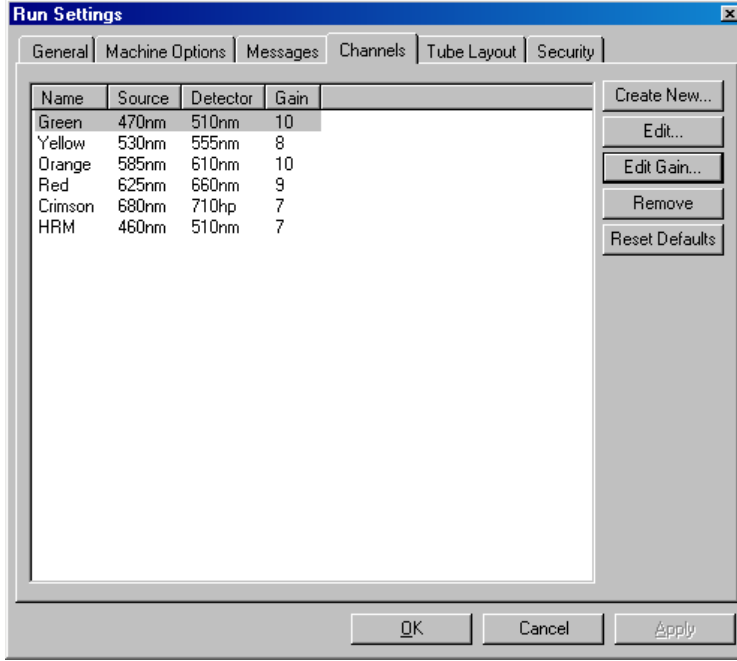 Run Settings
General Machine Options Messages Channels Tube Layout Security
Name Source Detector Gain
Green 470nm 510nm 10
Yellow 530nm 555nm 8
Orange 585nm 610nm 10
Red 625nm 660nm 9
Crimson 680nm 710hp 7
HRM 460nm 510nm 7
Create New...
Edit...
Edit Gain...
Remove
Reset Defaults
OK Cancel Apply